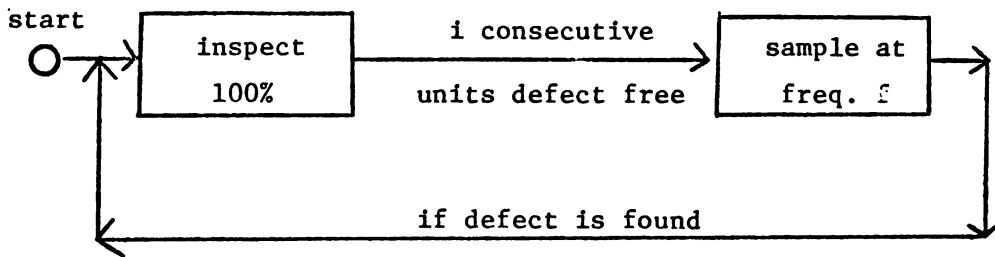 start
inspect
100%
i consecutive
units defect free
sample at
freq. f
if defect is found